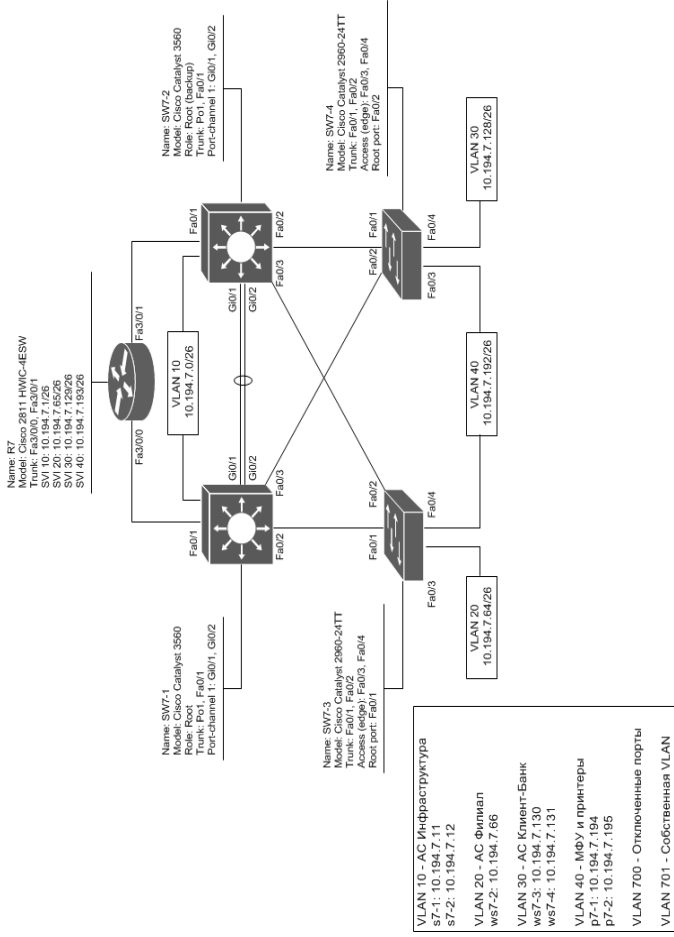 Name: R7
Model: Cisco 2811 HWIC-4ESW
Trunk: Fa3/0/0, Fa3/0/1
SVI 10: 10.194.7.1/26
SVI 20: 10.194.7.65/26
SVI 30: 10.194.7.129/26
SVI 40: 10.194.7.193/26
Fa3/0/0
Fa3/0/1
Name: SW7-1
Model: Cisco Catalyst 3560
Role: Root
Trunk: Po1, Fa0/1
Port-channel 1: Gi0/1, Gi0/2
Fa0/1
VLAN 10
10.194.7.0/26
Fa0/1
Name: SW7-2
Model: Cisco Catalyst 3560
Role: Root (backup)
Trunk: Po1, Fa0/1
Port-channel 1: Gi0/1, Gi0/2
Gi0/1
Gi0/1
Gi0/2
Gi0/2
Fa0/2
Fa0/3
Fa0/3
Fa0/2
Name: SW7-3
Model: Cisco Catalyst 2960-24TT
Trunk: Fa0/1, Fa0/2
Access (edge): Fa0/3, Fa0/4
Root port: Fa0/1
Fa0/1
Fa0/2
Fa0/2
Fa0/1
Name: SW7-4
Model: Cisco Catalyst 2960-24TT
Trunk: Fa0/1, Fa0/2
Access (edge): Fa0/3, Fa0/4
Root port: Fa0/2
Fa0/3
Fa0/4
Fa0/3
Fa0/4
VLAN 20
10.194.7.64/26
VLAN 40
10.194.7.192/26
VLAN 30
10.194.7.128/26
VLAN 10 - АС Инфраструктура
s7-1: 10.194.7.11
s7-2: 10.194.7.12
VLAN 20 - АС Филиал
ws7-2: 10.194.7.66
VLAN 30 - АС Клиент-Банк
ws7-3: 10.194.7.130
ws7-4: 10.194.7.131
VLAN 40 - МФУ и принтеры
p7-1: 10.194.7.194
p7-2: 10.194.7.195
VLAN 700 - Отключенные порты
VLAN 701 - Собственная VLAN